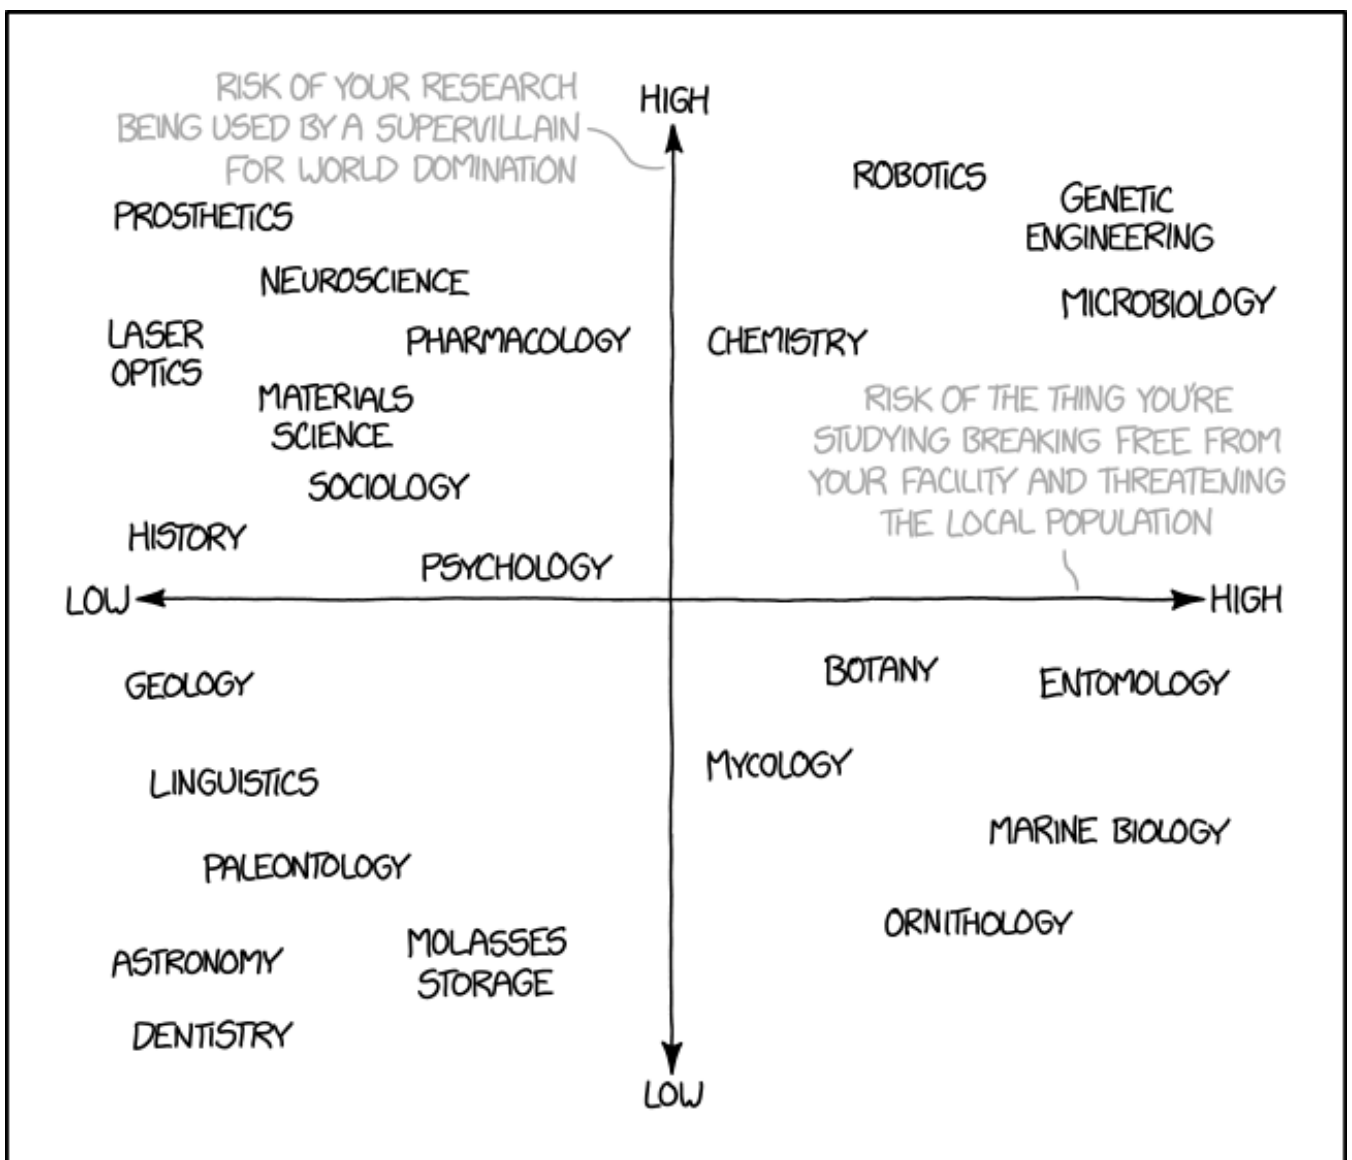 RISK OF YOUR RESEARCH
BEING USED BY A SUPERVILLAIN
FOR WORLD DOMINATION
HIGH
ROBOTICS
GENETIC
ENGINEERING
PROSTHETICS
NEUROSCIENCE
MICROBIOLOGY
LASER
OPTICS
PHARMACOLOGY
CHEMISTRY
MATERIALS
SCIENCE
RISK OF THE THING YOU'RE
STUDYING BREAKING FREE FROM
YOUR FACILITY AND THREATENING
THE LOCAL POPULATION
SOCIOLOGY
HISTORY
PSYCHOLOGY
LOW
HIGH
GEOLOGY
BOTANY
ENTOMOLOGY
LINGUISTICS
MYCOLOGY
MARINE BIOLOGY
PALEONTOLOGY
ORNITHOLOGY
ASTRONOMY
MOLASSES
STORAGE
DENTISTRY
LOW